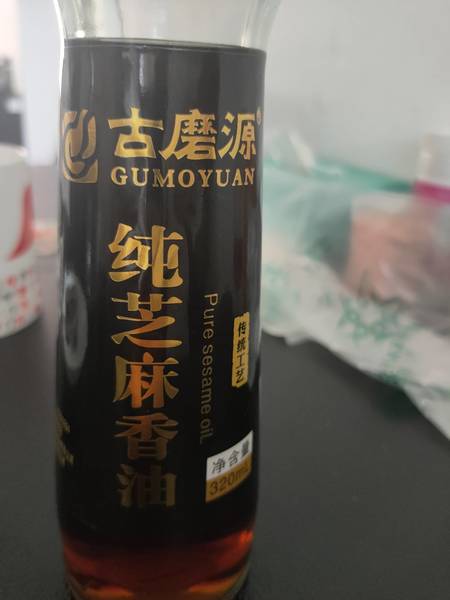 古磨源
GUMOYUAN
纯芝麻香油
Pure sesame oil
传统工艺
净含量
320mL